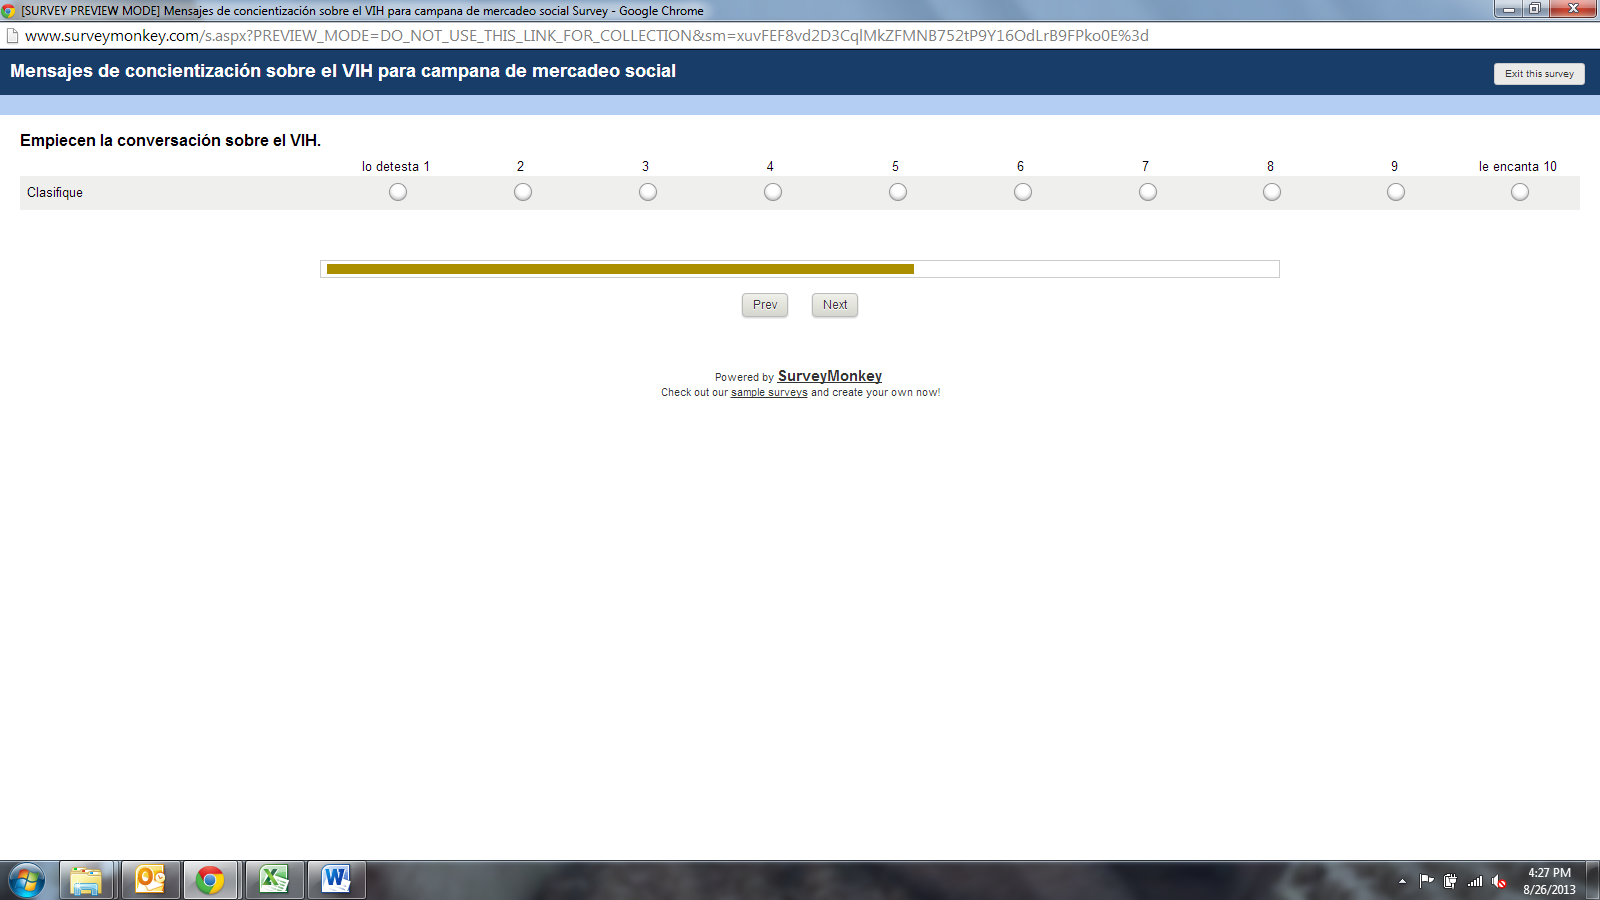 [SURVEY PREVIEW MODE] Mensajes de concientización sobre el VIH para campana de mercadeo social Survey - Google Chrome
www.surveymonkey.com/s.aspx?PREVIEW_MODE=DO_NOT_USE_THIS_LINK_FOR_COLLECTION&sm=xuvFEF8vd2D3CqlMkZFMNB752tP9Y16OdLrB9FPko0E%3d
Mensajes de concientización sobre el VIH para campana de mercadeo social
Exit this survey
Empiecen la conversación sobre el VIH.
lo detesta 1 2 3 4 5 6 7 8 9 le encanta 10
Clasifique
Prev Next
Powered by SurveyMonkey
Check out our sample surveys and create your own now!
4:27 PM
8/26/2013